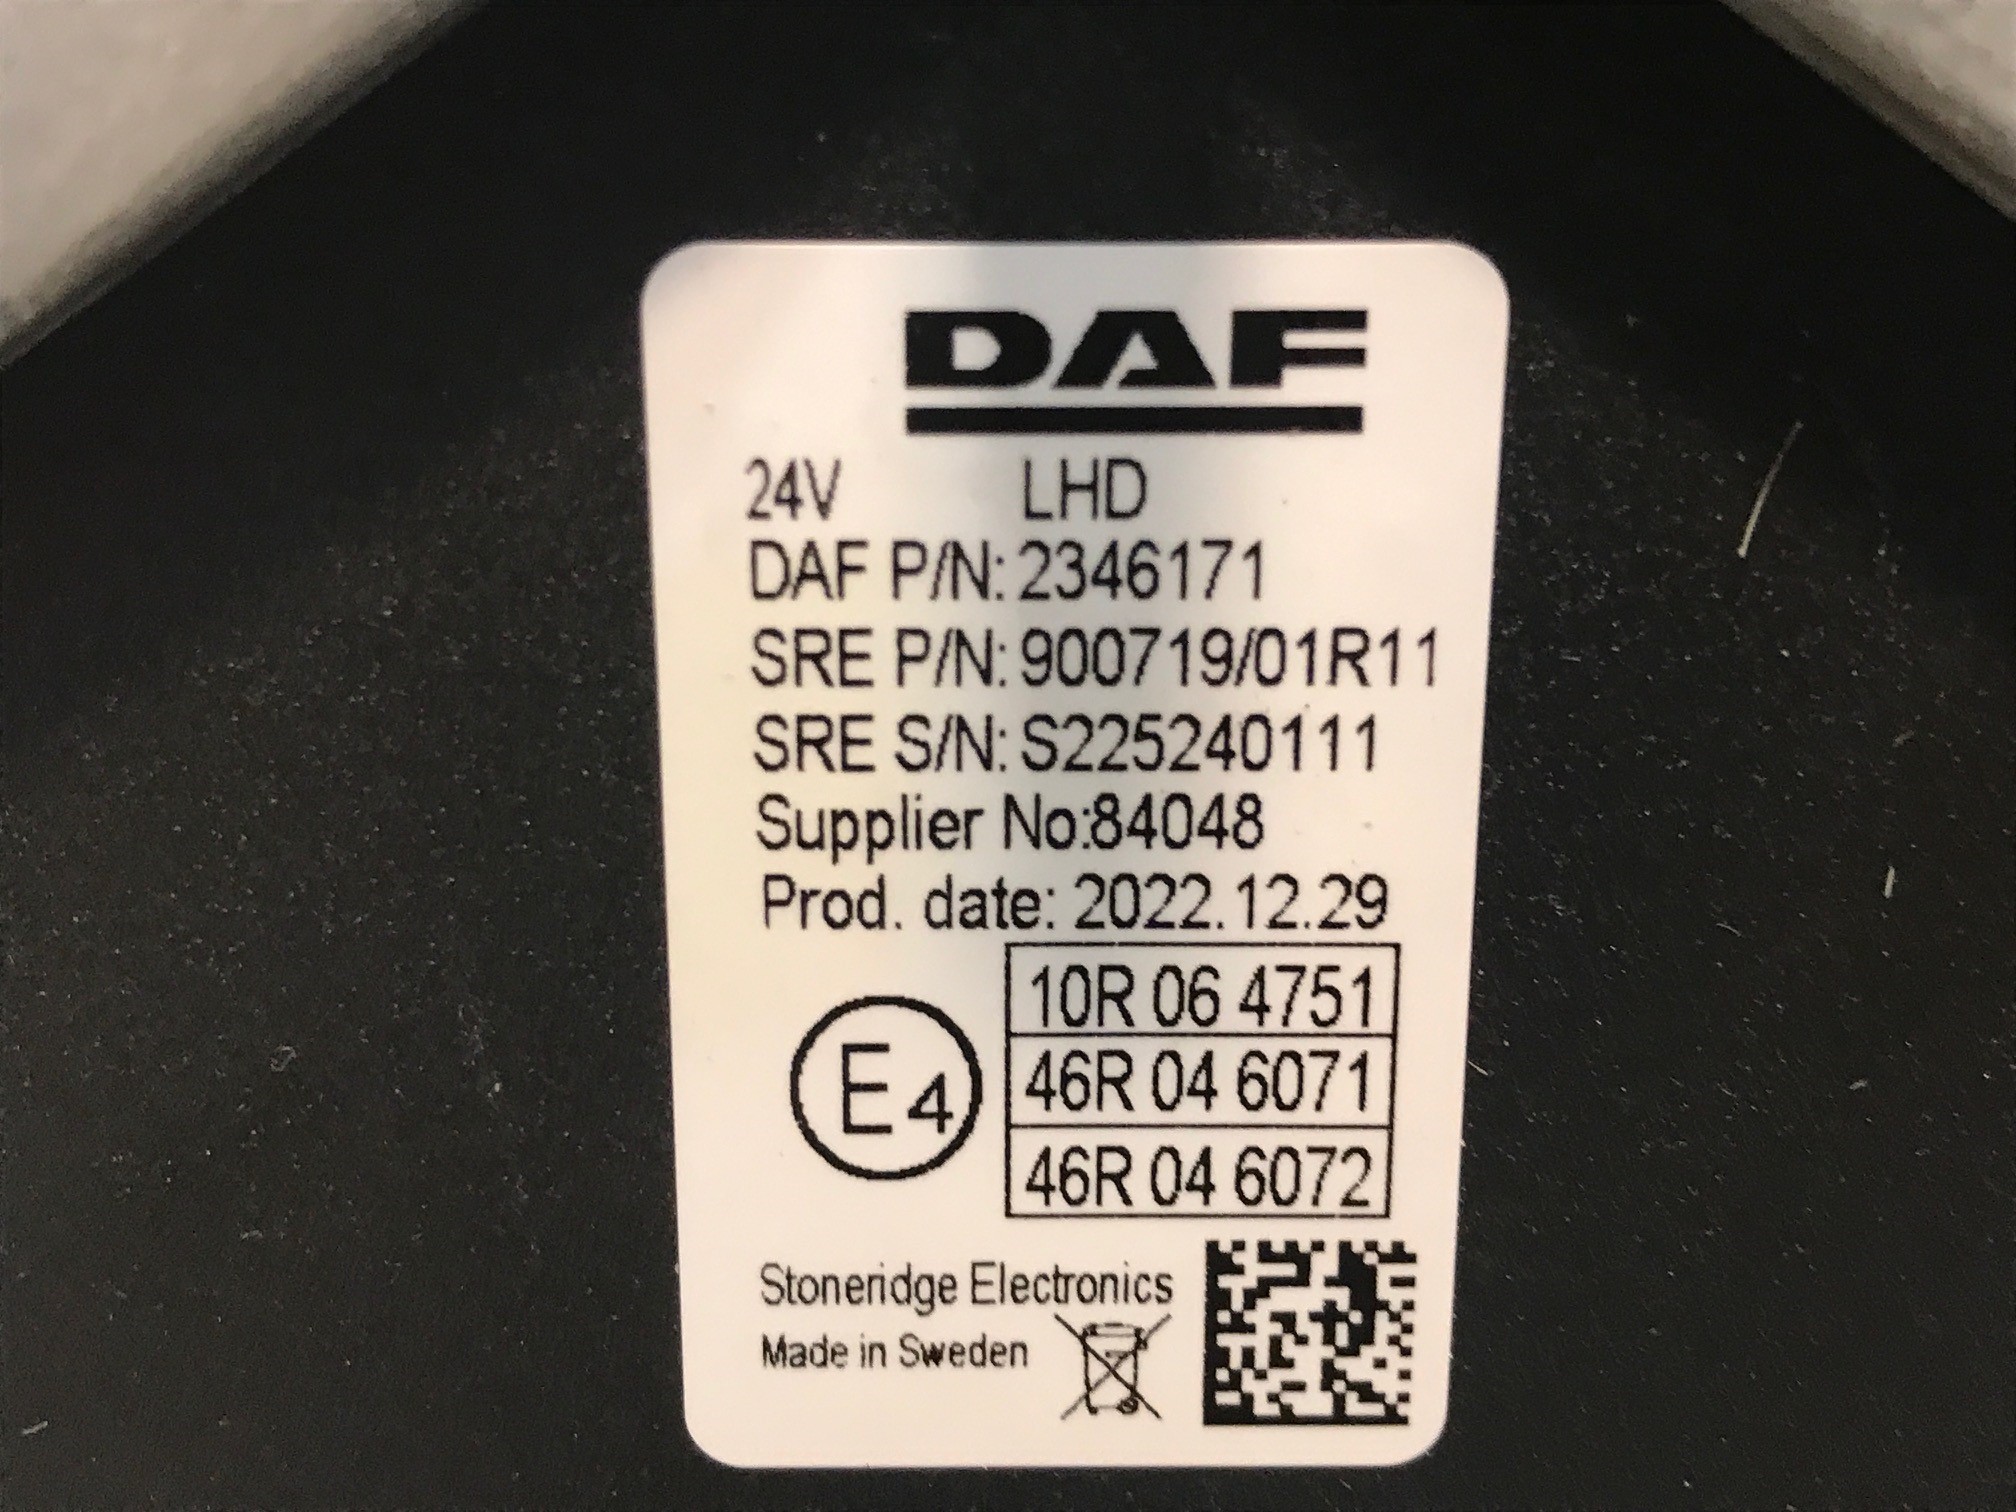 DAF
24V LHD
DAF P/N: 2346171
SRE P/N: 900719/01R11
SRE S/N: S225240111
Supplier No:84048
Prod. date: 2022.12.29
E4
10R 06 4751
46R 04 6071
46R 04 6072
Stoneridge Electronics
Made in Sweden